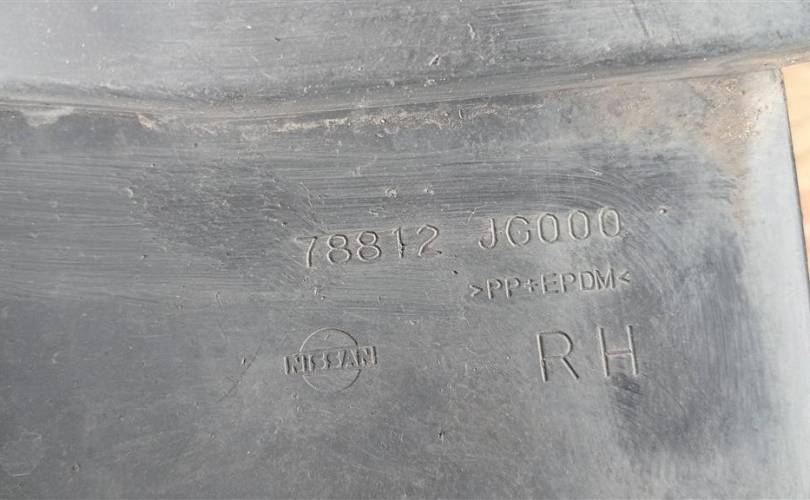 78812 JG000
>PP+EPDM<
NISSAN
RH